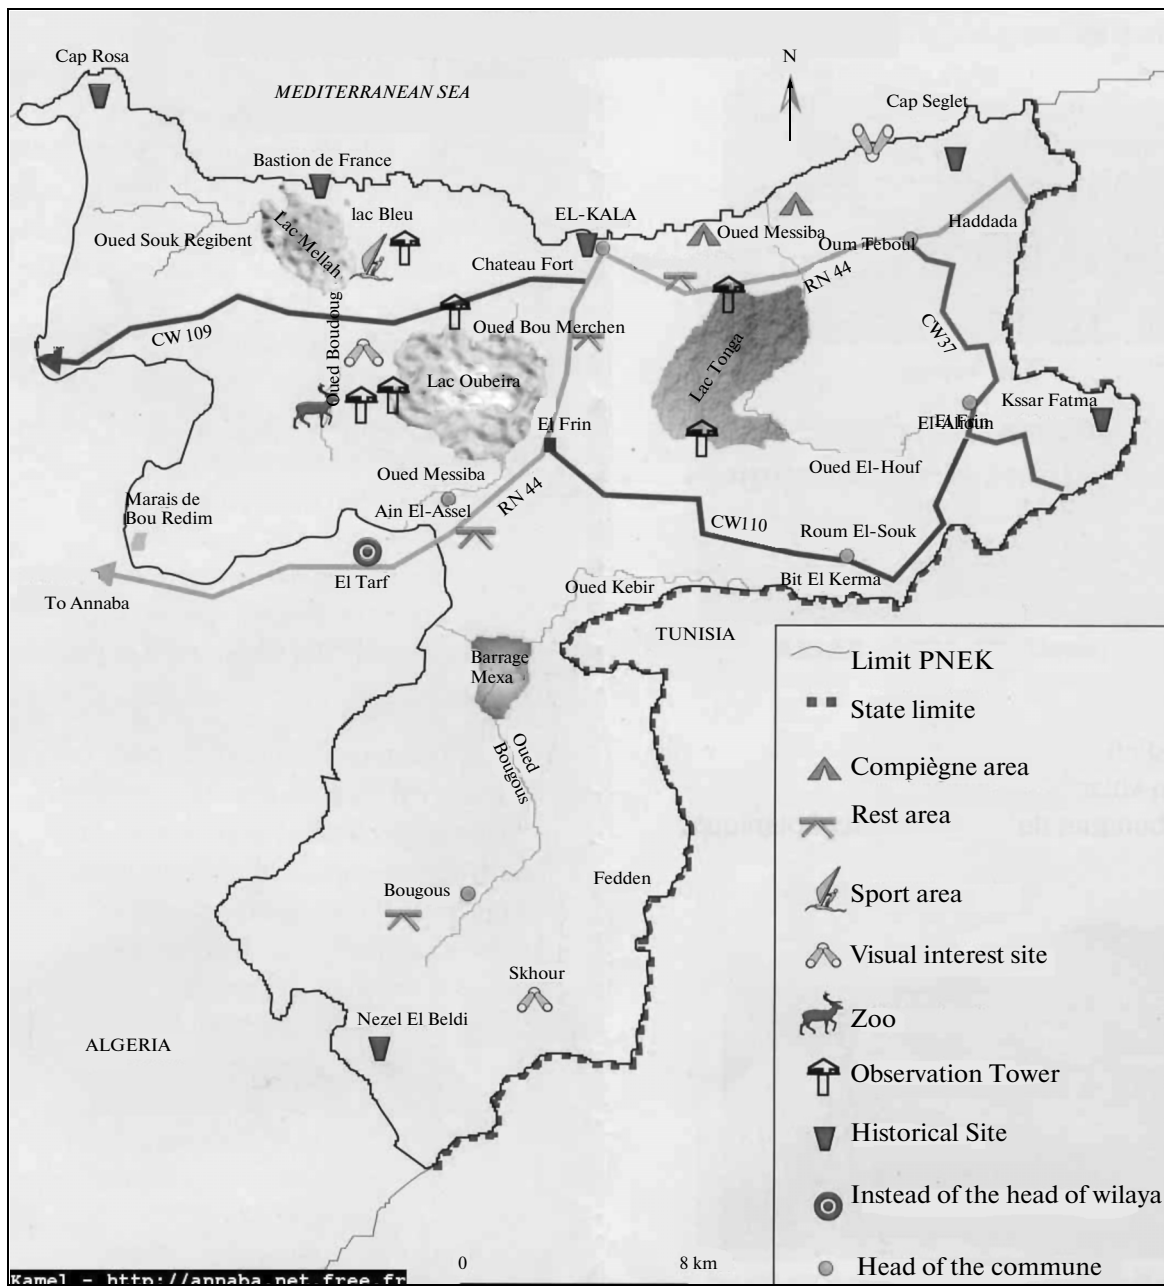 Cap Rosa
MEDITERRANEAN SEA
N
Cap Seglet
Bastion de France
lac Bleu
EL-KALA
Oued Messiba
Haddada
Oued Souk Regibent
Lac Mellah
Oum Teboul
Chateau Fort
RN 44
CW 109
Oued Boudoug
Oued Bou Merchen
CW37
Lac Tonga
Lac Oubeira
Kssar Fatma
El Frin
El-Aioun
El Frin
Oued El-Houf
Oued Messiba
Marais de
Bou Redim
Ain El-Assel
RN 44
CW110
Roum El-Souk
El Tarf
Oued Kebir
Bit El Kerma
To Annaba
TUNISIA
Barrage
Mexa
Oued
Bougous
Bougous
Fedden
Skhour
Nezel El Beldi
ALGERIA
Limit PNEK
State limite
Compiègne area
Rest area
Sport area
Visual interest site
Zoo
Observation Tower
Historical Site
Instead of the head of wilaya
Head of the commune
0 8 km
Kamel - http://annaba.net.free.fr